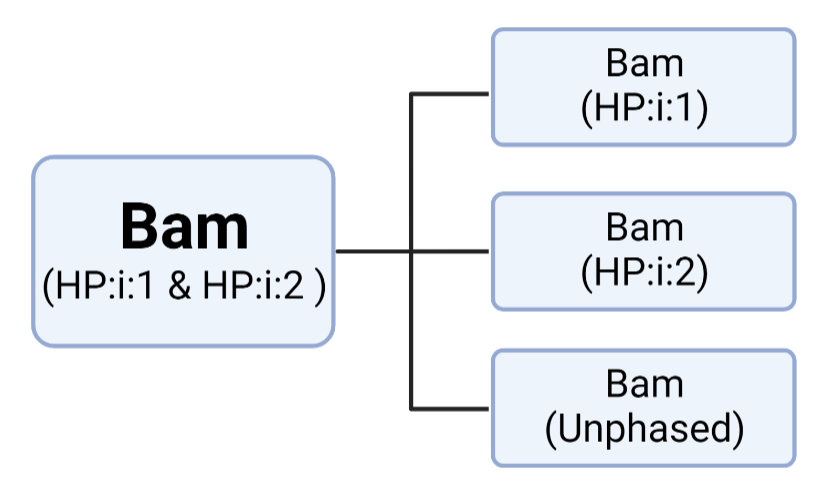 Bam
(HP:i:1 & HP:i:2 )
Bam
(HP:i:1)
Bam
(HP:i:2)
Bam
(Unphased)